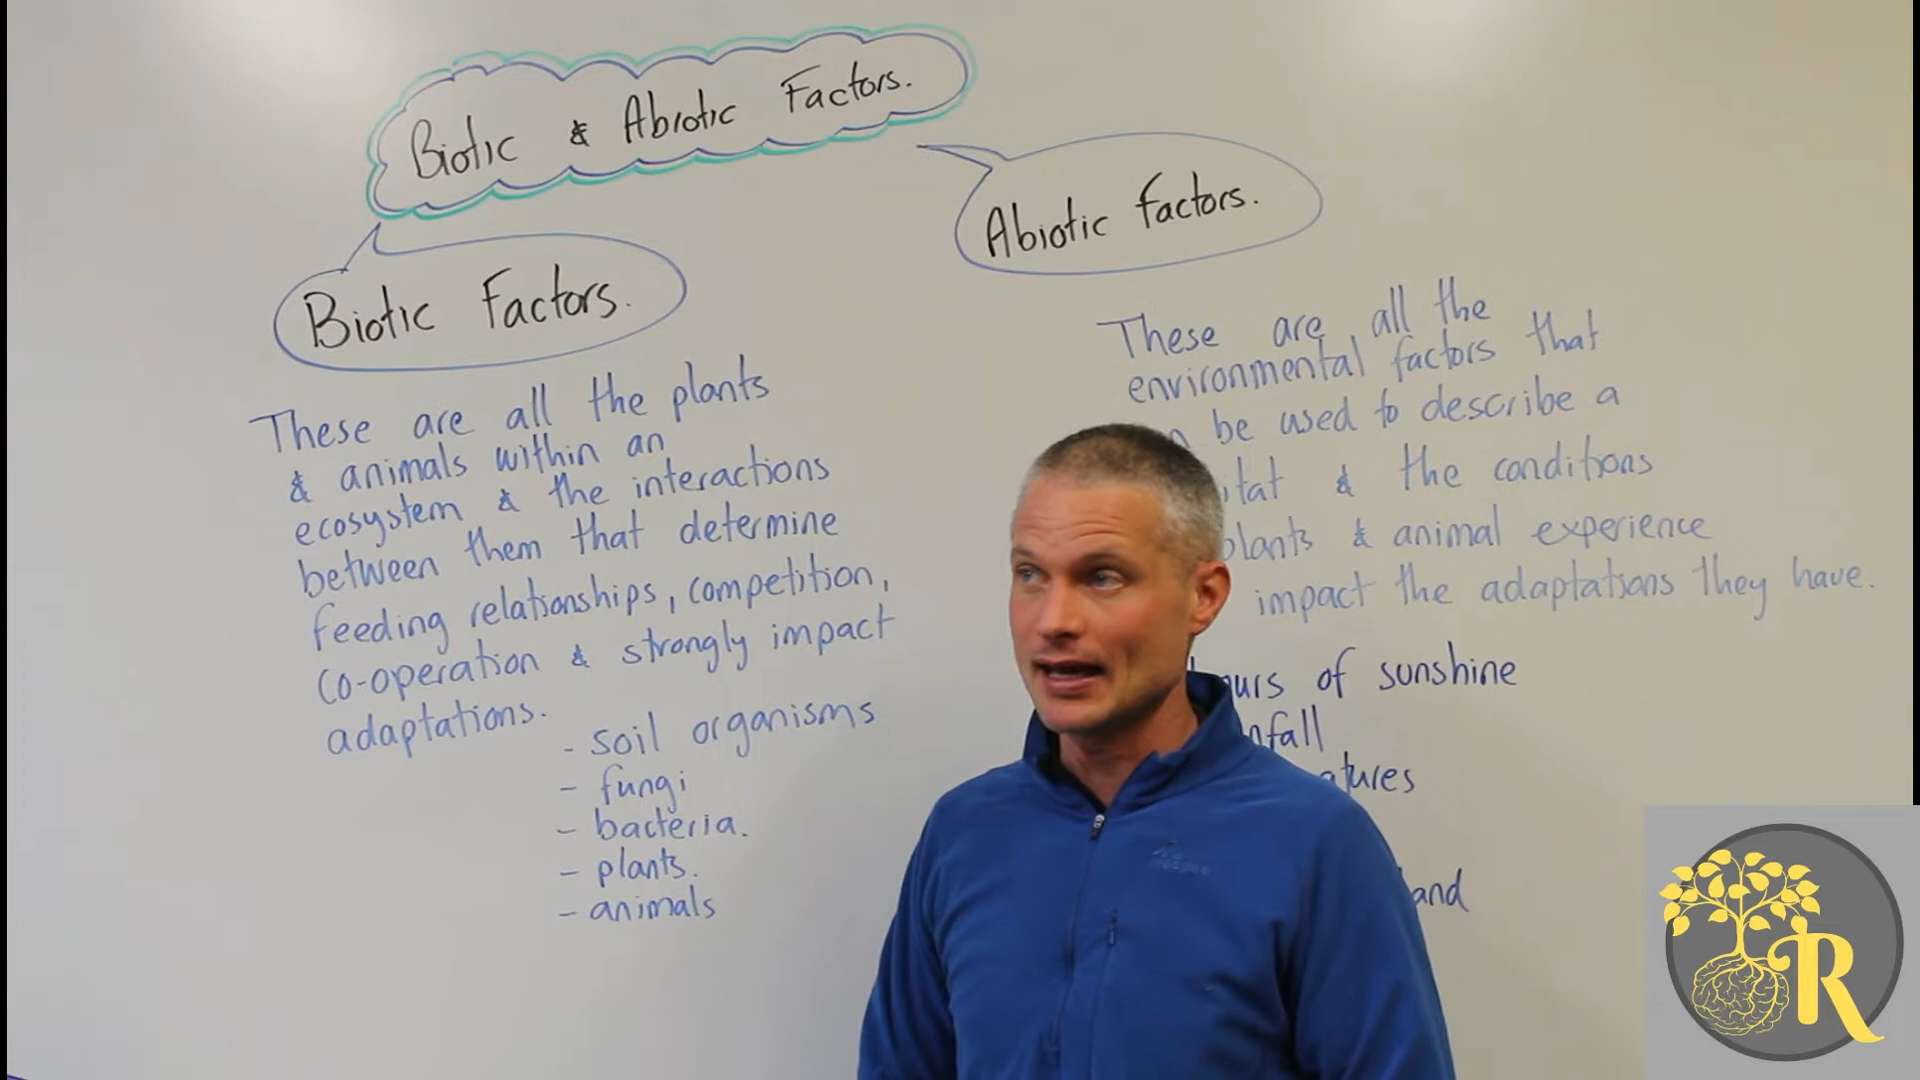 Biotic & Abiotic Factors.
Biotic Factors.
These are all the plants
& animals within an
ecosystem & the interactions
between them that determine
feeding relationships, competition,
co-operation & strongly impact
adaptations.
- soil organisms
- fungi
- bacteria.
- plants.
- animals
Abiotic factors.
These are all the
environmental factors that
be used to describe a
& the conditions
plants & animal experience
impact the adaptations they have.
of sunshine
and
R